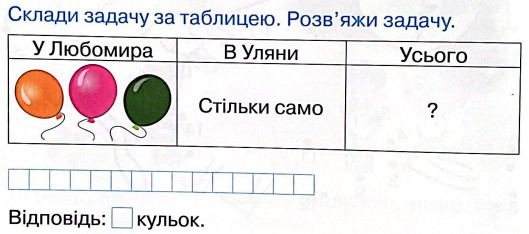 Склади задачу за таблицею. Розв’яжи задачу.
У Любомира В Уляни Усього
Стільки само ?
Відповідь: кульок.